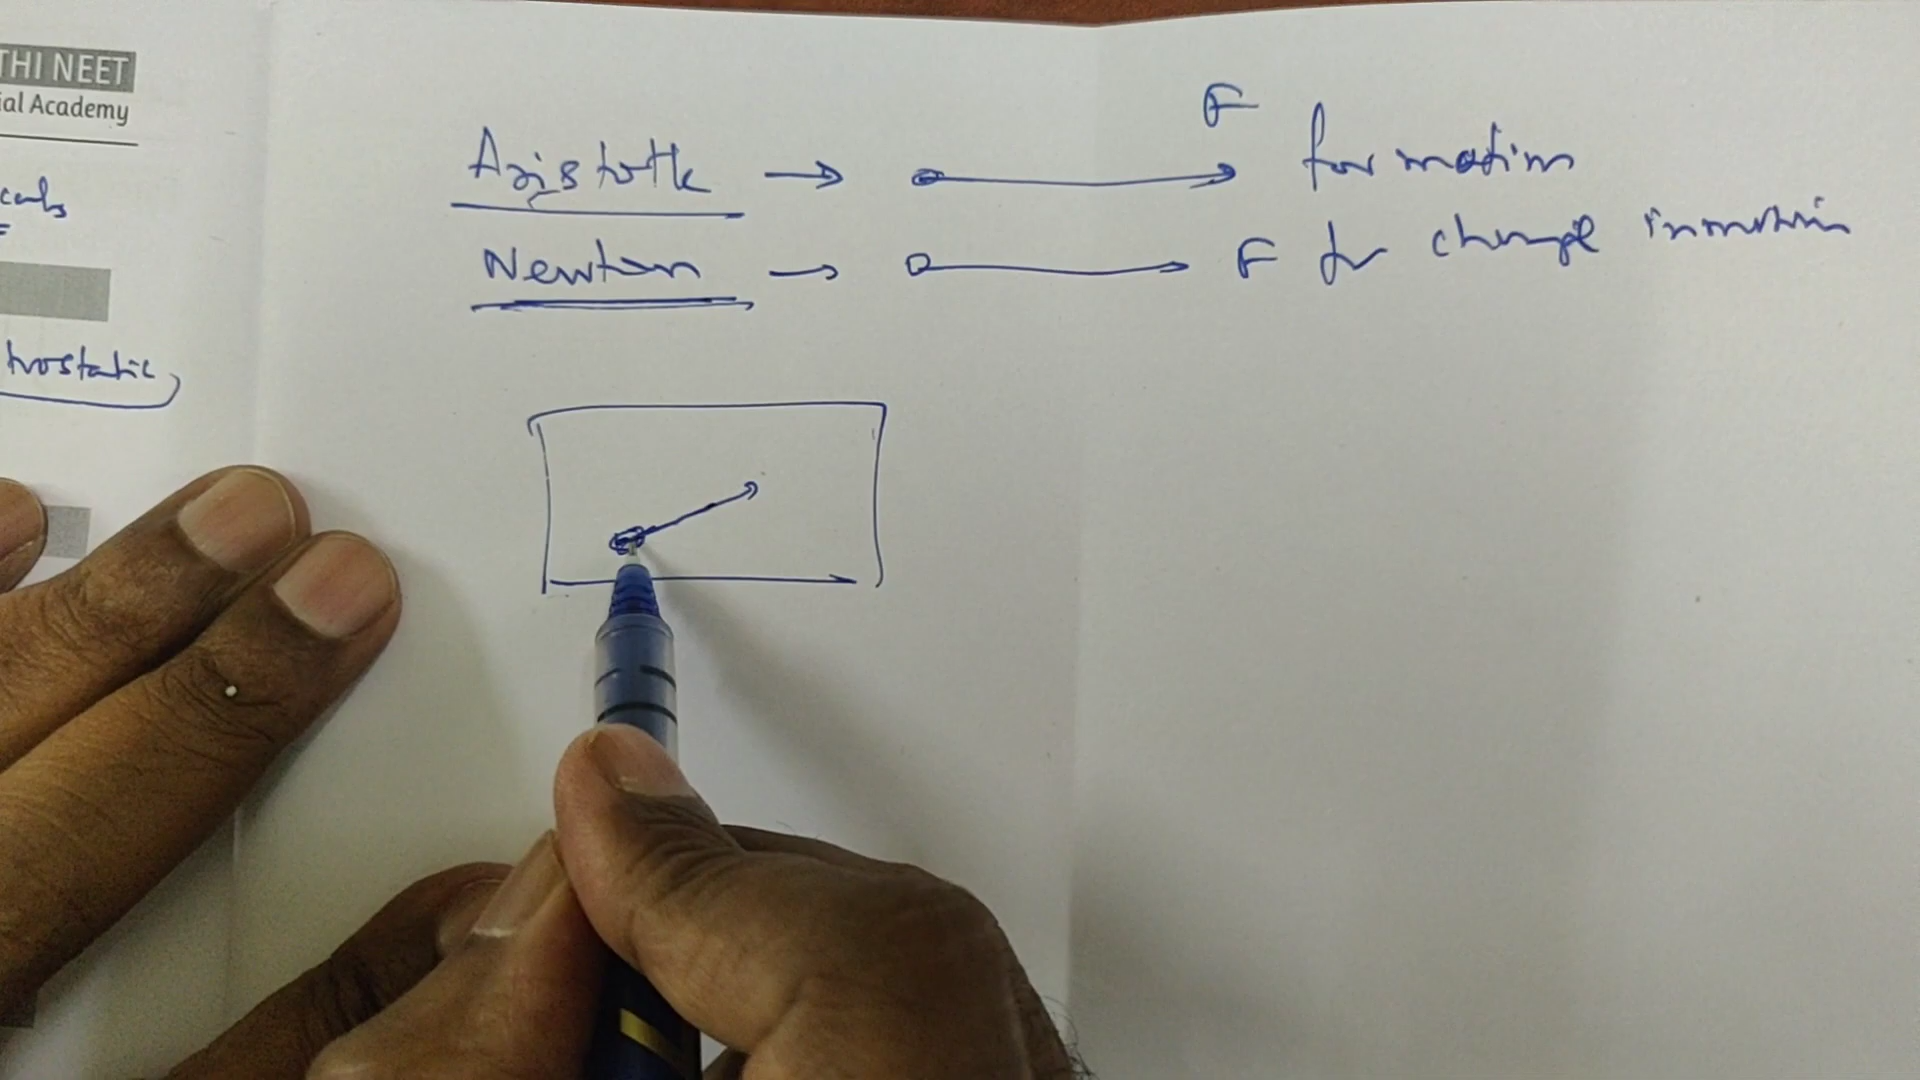 THI NEET
ial Academy
trostatic
Aristotle → F for motion
Newton → F for change in motion